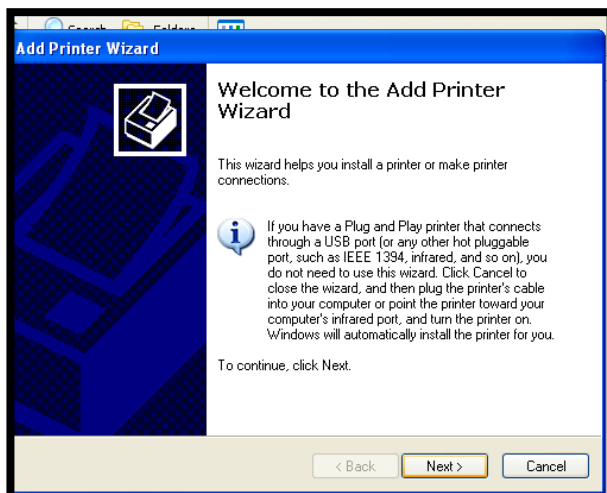 Search Folders
Add Printer Wizard
Welcome to the Add Printer
Wizard
This wizard helps you install a printer or make printer
connections.
If you have a Plug and Play printer that connects
through a USB port (or any other hot pluggable
port, such as IEEE 1394, infrared, and so on), you
do not need to use this wizard. Click Cancel to
close the wizard, and then plug the printer's cable
into your computer or point the printer toward your
computer's infrared port, and turn the printer on.
Windows will automatically install the printer for you.
To continue, click Next.
< Back Next > Cancel